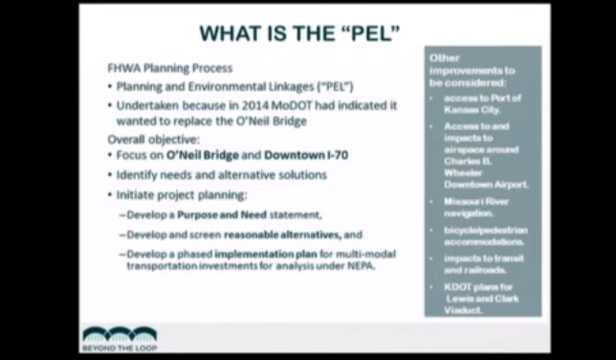 WHAT IS THE “PEL”
FHWA Planning Process
• Planning and Environmental Linkages (“PEL”)
• Undertaken because in 2014 MoDOT had indicated it
wanted to replace the O’Neil Bridge
Overall objective:
• Focus on O’Neil Bridge and Downtown I-70
• Identify needs and alternative solutions
• Initiate project planning:
–Develop a Purpose and Need statement,
–Develop and screen reasonable alternatives, and
–Develop a phased implementation plan for multi-modal
transportation investments for analysis under NEPA.
Other
improvements to
be considered:
• access to Port of
Kansas City.
• Access to and
impacts to
airspace around
Charles B.
Wheeler
Downtown Airport.
• Missouri River
navigation.
• bicycle/pedestrian
accommodations.
• impacts to transit
and railroads.
• KDOT plans for
Lewis and Clark
Viaduct.
BEYOND THE LOOP